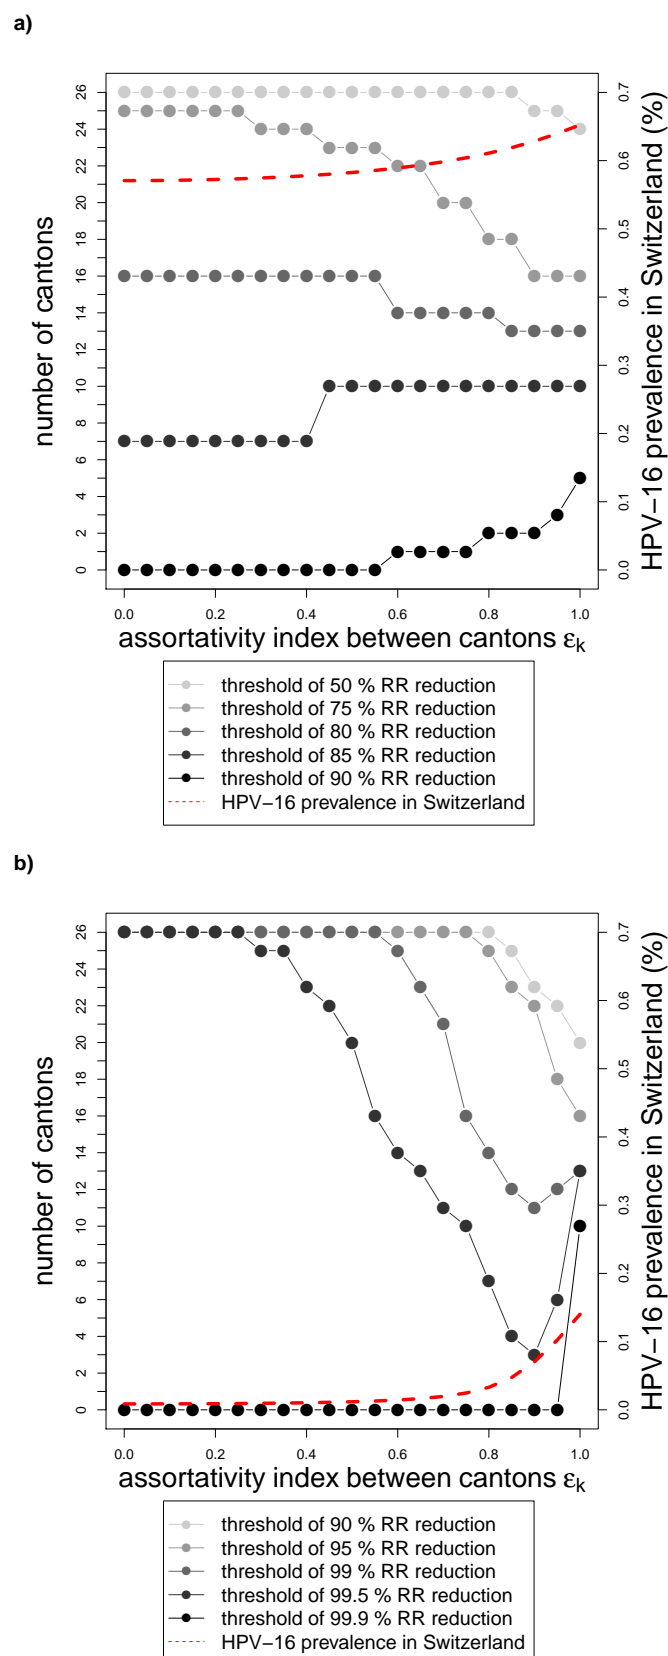 a)
number of cantons
0 2 4 6 8 10 12 14 16 18 20 22 24 26
0.0 0.1 0.2 0.3 0.4 0.5 0.6 0.7
HPV−16 prevalence in Switzerland (%)
0.0 0.2 0.4 0.6 0.8 1.0
assortativity index between cantons εk
threshold of 50 % RR reduction
threshold of 75 % RR reduction
threshold of 80 % RR reduction
threshold of 85 % RR reduction
threshold of 90 % RR reduction
HPV−16 prevalence in Switzerland
b)
number of cantons
0 2 4 6 8 10 12 14 16 18 20 22 24 26
0.0 0.1 0.2 0.3 0.4 0.5 0.6 0.7
HPV−16 prevalence in Switzerland (%)
0.0 0.2 0.4 0.6 0.8 1.0
assortativity index between cantons εk
threshold of 90 % RR reduction
threshold of 95 % RR reduction
threshold of 99 % RR reduction
threshold of 99.5 % RR reduction
threshold of 99.9 % RR reduction
HPV−16 prevalence in Switzerland